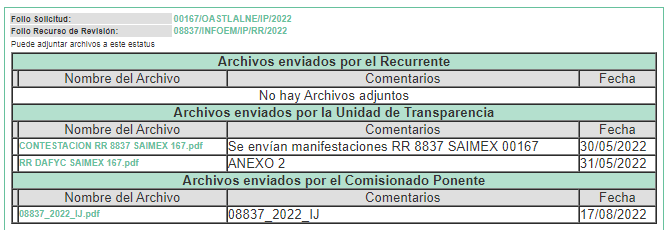 Folio Solicitud: 00167/OASTLALNE/IP/2022
Folio Recurso de Revisión: 08837/INFOEM/IP/RR/2022
Puede adjuntar archivos a este estatus
Archivos enviados por el Recurrente
Nombre del Archivo Comentarios Fecha
No hay Archivos adjuntos
Archivos enviados por la Unidad de Transparencia
Nombre del Archivo Comentarios Fecha
CONTESTACION RR 8837 SAIMEX 167.pdf Se envían manifestaciones RR 8837 SAIMEX 00167 30/05/2022
RR DAFYC SAIMEX 167.pdf ANEXO 2 31/05/2022
Archivos enviados por el Comisionado Ponente
Nombre del Archivo Comentarios Fecha
08837_2022_IJ.pdf 08837_2022_IJ 17/08/2022